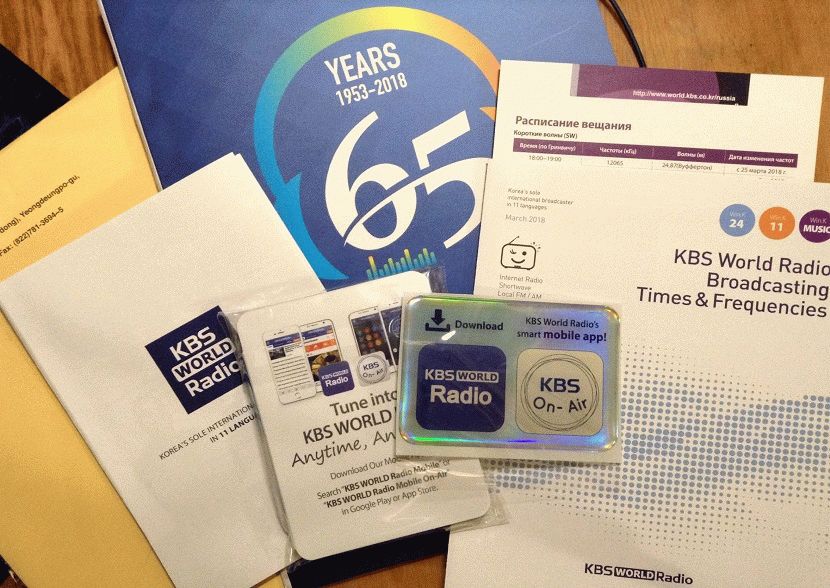 YEARS
1953–2018
65
http://www.world.kbs.co.kr/russia
Расписание вещания
Короткие волны (SW)
Время (по Гринвичу) Частоты (кГц) Волны (м) Дата изменения частот
18:00–19:00 12065 24.87(Вуффертон) с 25 марта 2018 г.
Yeongdeungpo-gu,
Fax: (822)781-3694~5
Korea's sole
international broadcaster
in 11 languages
March 2018
Internet Radio
Shortwave
Local FM / AM
Win.K
24
Win.K
11
Win.K
MUSIC
KBS World Radio
Broadcasting
Times & Frequencies
KBS WORLD Radio
KBS
WORLD
Radio
KOREA'S SOLE
IN 11
KBS WORLD
Radio
KBS
On-Air
Tune into
KBS WORLD
Anytime,
Download Our
Search "KBS WORLD Radio Mobile" or
"KBS WORLD Radio Mobile On-Air"
in Google Play or App Store.
Download
KBS World Radio's
smart mobile app!
KBS WORLD
Radio
KBS
On-Air